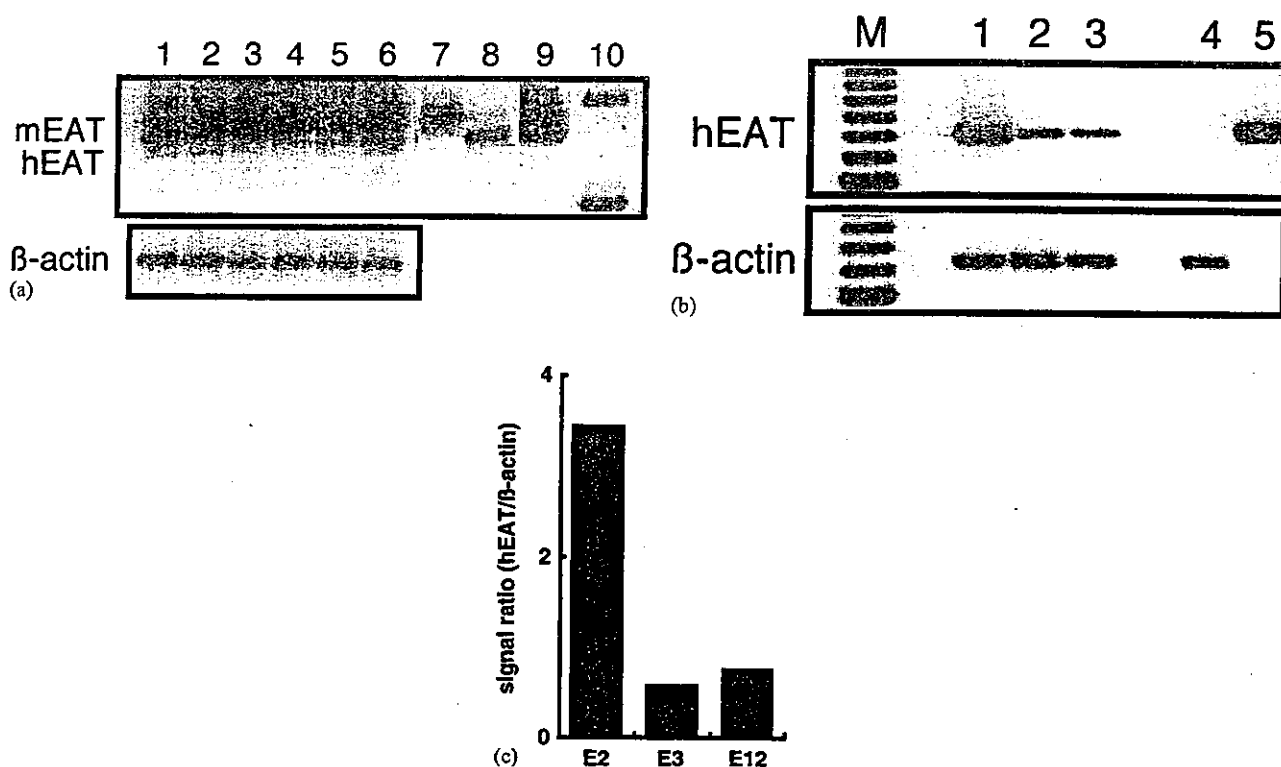 1 2 3 4 5 6 7 8 9 10
mEAT
hEAT
ß-actin
(a)
M 1 2 3 4 5
hEAT
ß-actin
(b)
4
2
0
signal ratio (hEAT/ß-actin)
E2 E3 E12
(c)